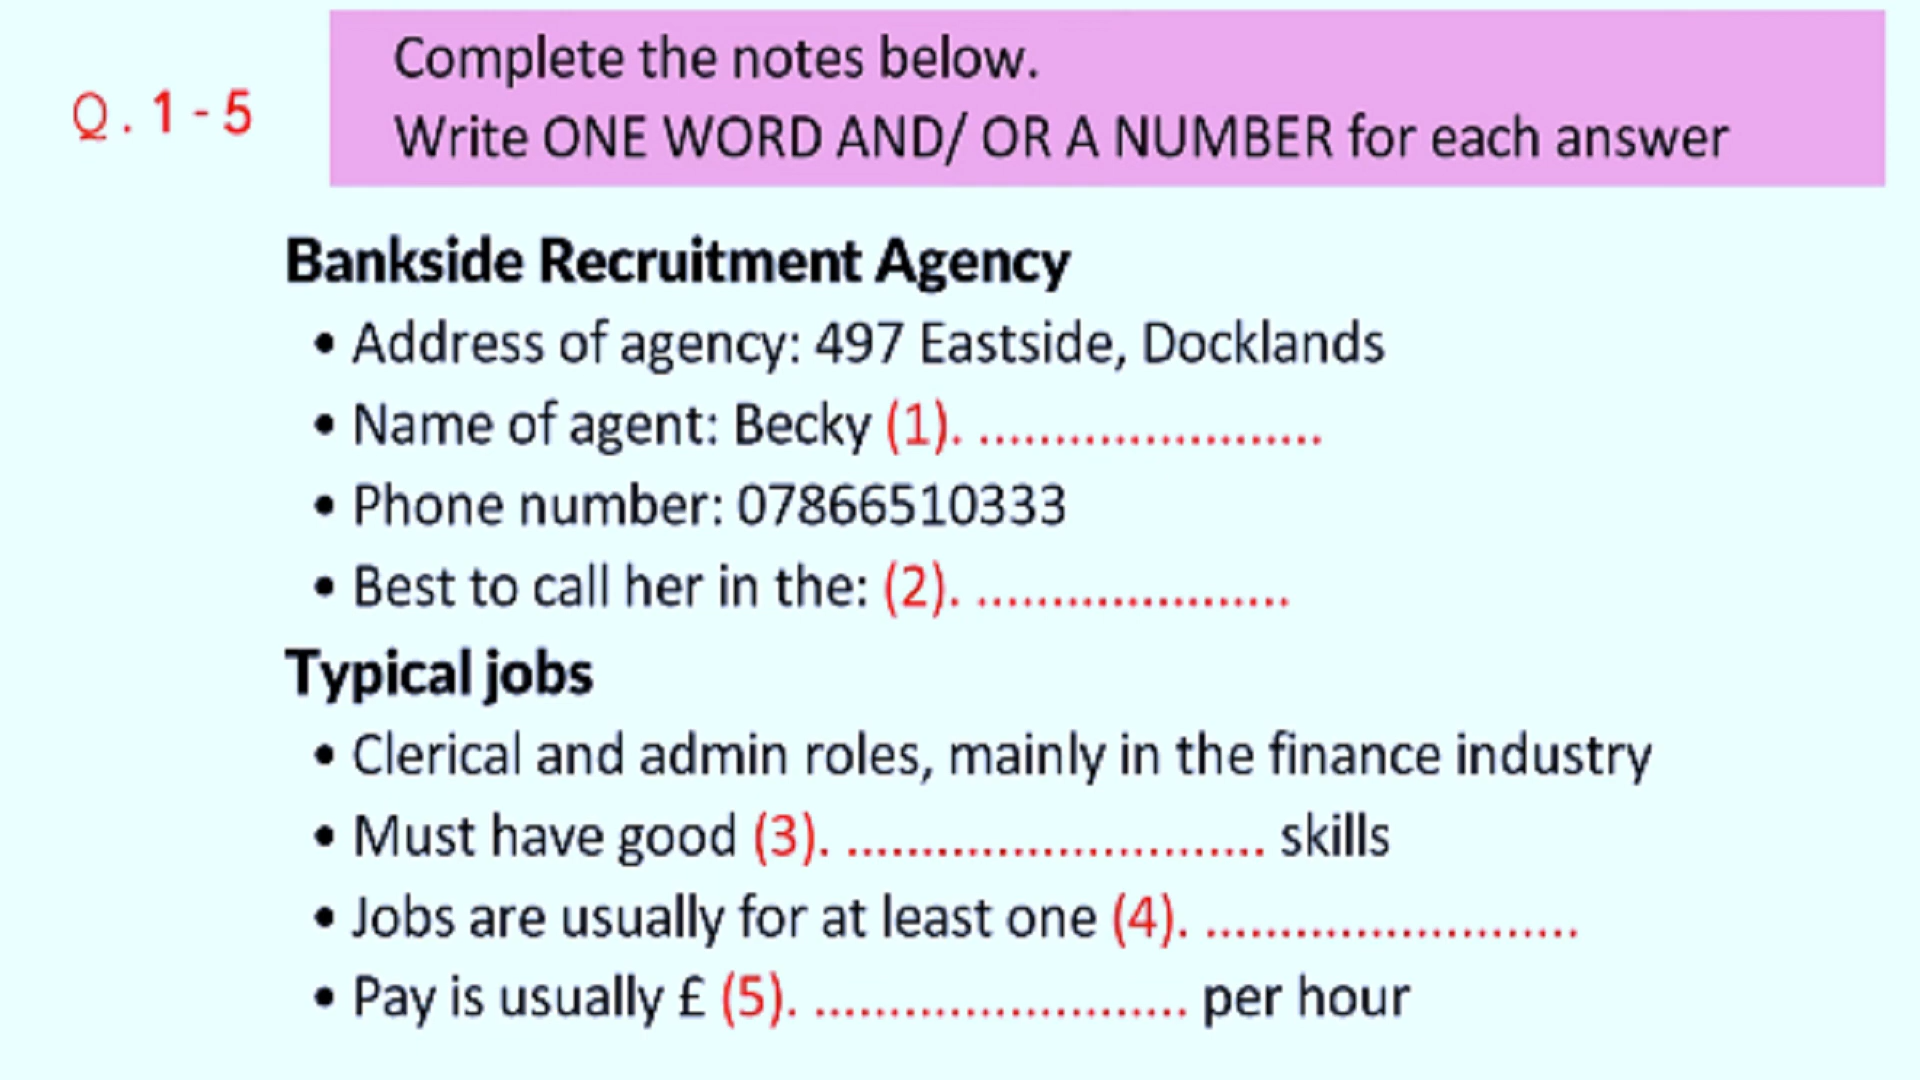 Q. 1 - 5
Complete the notes below.
Write ONE WORD AND/ OR A NUMBER for each answer
Bankside Recruitment Agency
• Address of agency: 497 Eastside, Docklands
• Name of agent: Becky (1). .......................
• Phone number: 07866510333
• Best to call her in the: (2). .....................
Typical jobs
• Clerical and admin roles, mainly in the finance industry
• Must have good (3). ............................ skills
• Jobs are usually for at least one (4). .........................
• Pay is usually £ (5). ......................... per hour